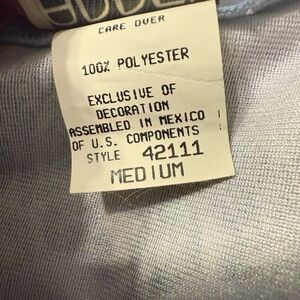 CARE OVER
100% POLYESTER
EXCLUSIVE OF
DECORATION
ASSEMBLED IN MEXICO
OF U.S. COMPONENTS
STYLE 42111
MEDIUM